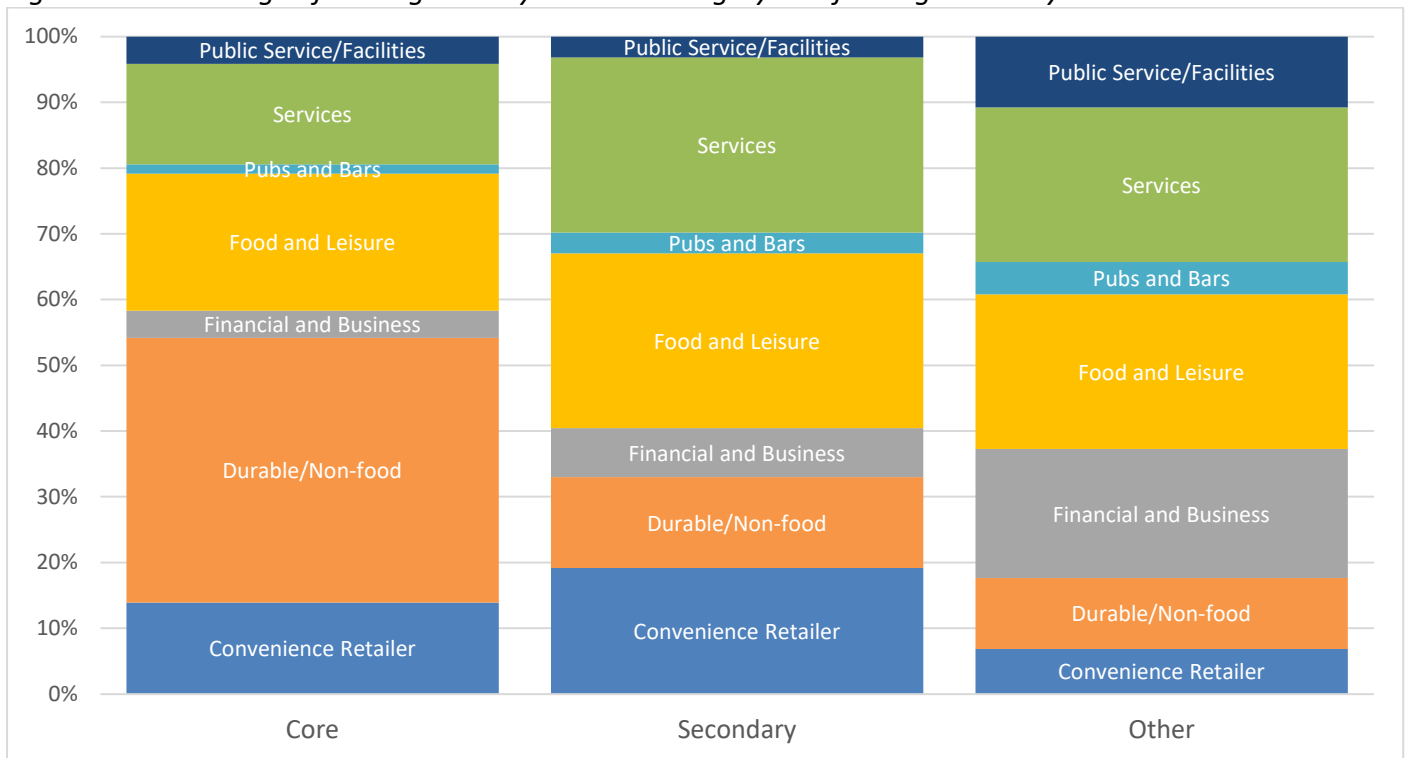 100%
90%
80%
70%
60%
50%
40%
30%
20%
10%
0%
Public Service/Facilities
Services
Pubs and Bars
Food and Leisure
Financial and Business
Durable/Non-food
Convenience Retailer
Public Service/Facilities
Services
Pubs and Bars
Food and Leisure
Financial and Business
Durable/Non-food
Convenience Retailer
Public Service/Facilities
Services
Pubs and Bars
Food and Leisure
Financial and Business
Durable/Non-food
Convenience Retailer
Core
Secondary
Other